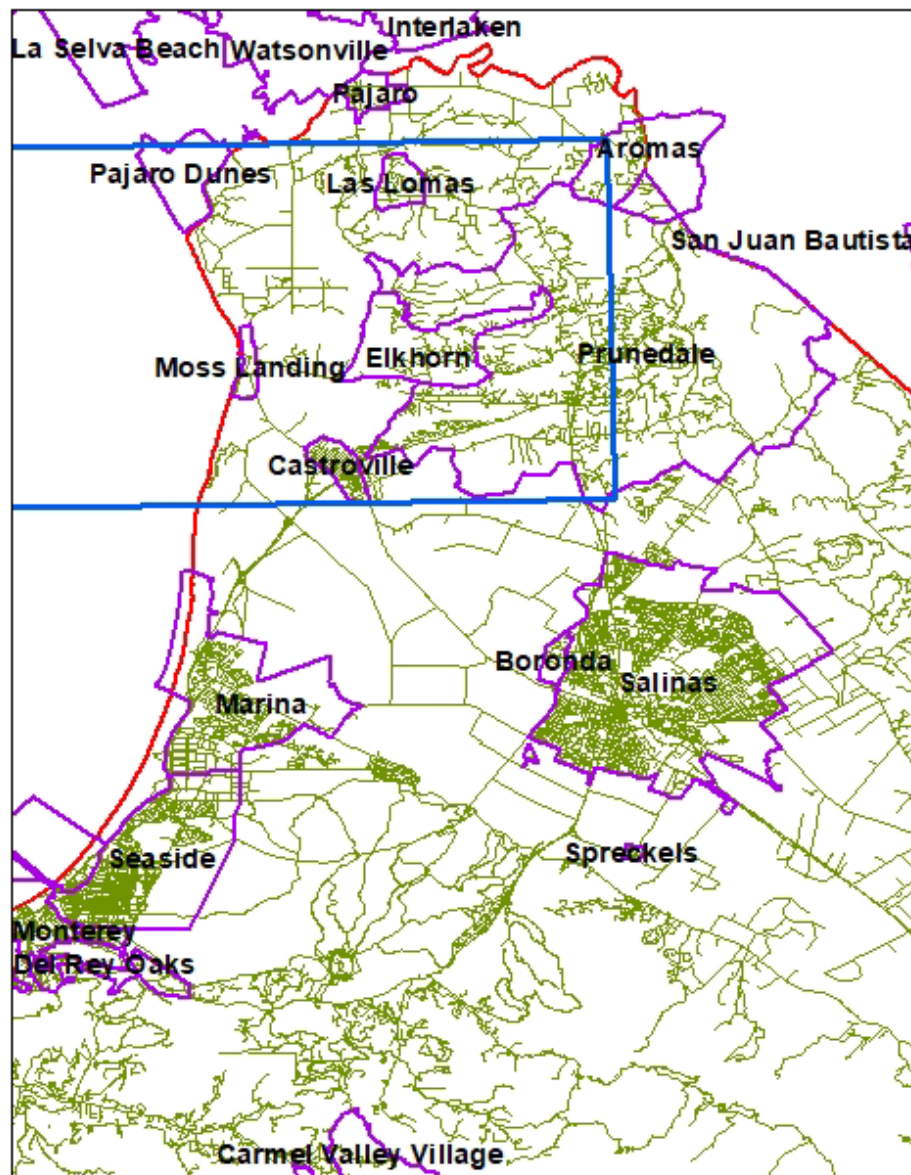 Interlaken
La Selva Beach
Watsonville
Pajaro
Aromas
Pajaro Dunes
Las Lomas
San Juan Bautista
Moss Landing
Elkhorn
Prunedale
Castroville
Boronda
Salinas
Marina
Seaside
Spreckels
Monterey
Del Rey Oaks
Carmel Valley Village